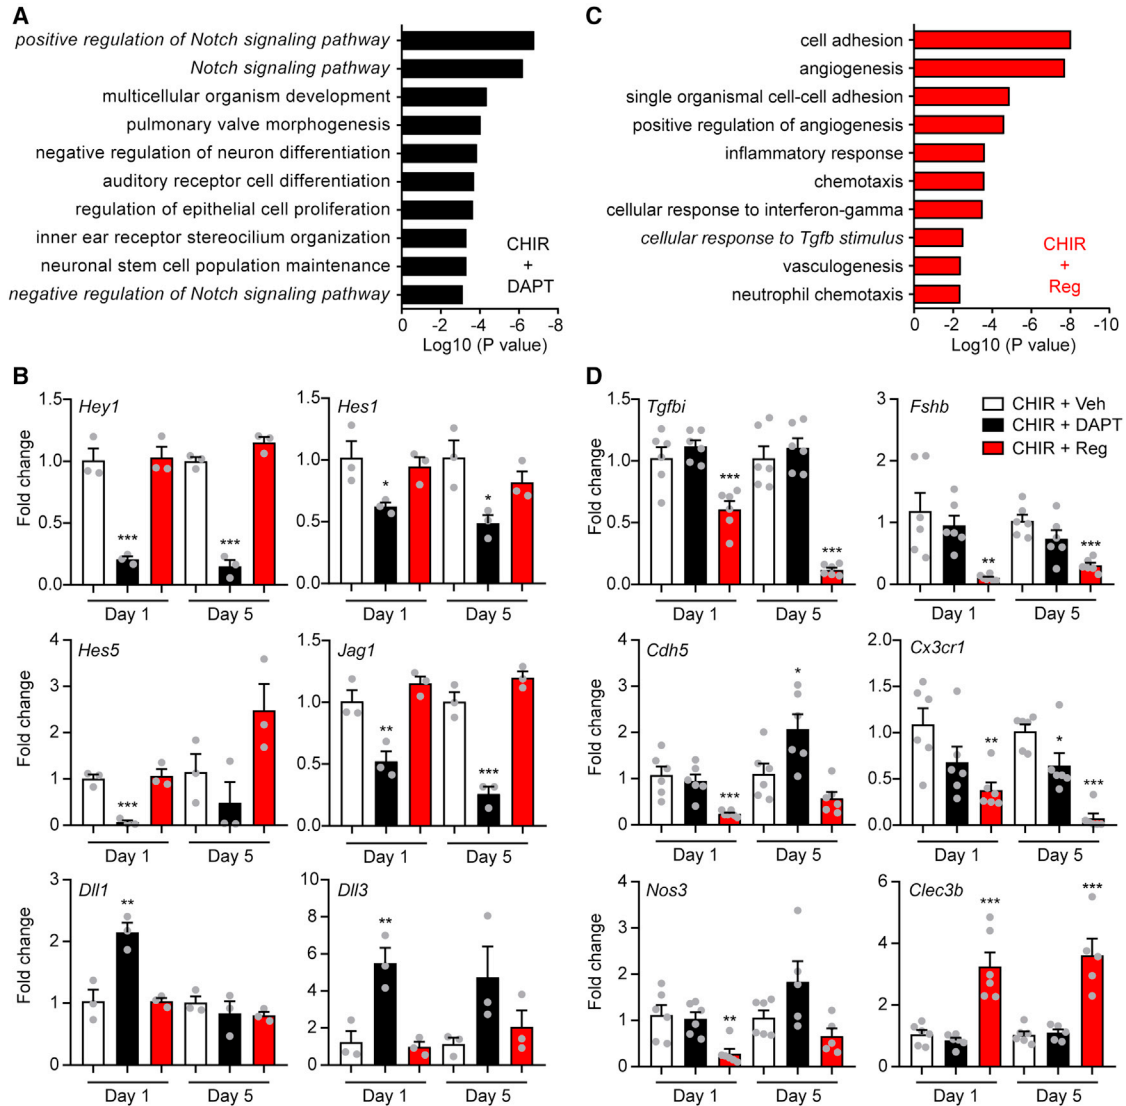 A
positive regulation of Notch signaling pathway
Notch signaling pathway
multicellular organism development
pulmonary valve morphogenesis
negative regulation of neuron differentiation
auditory receptor cell differentiation
regulation of epithelial cell proliferation
inner ear receptor stereocilium organization
neuronal stem cell population maintenance
negative regulation of Notch signaling pathway
CHIR
+
DAPT
0 -2 -4 -6 -8
Log10 (P value)
C
cell adhesion
angiogenesis
single organismal cell-cell adhesion
positive regulation of angiogenesis
inflammatory response
chemotaxis
cellular response to interferon-gamma
cellular response to Tgfb stimulus
vasculogenesis
neutrophil chemotaxis
CHIR
+
Reg
0 -2 -4 -6 -8 -10
Log10 (P value)
B
Hey1
Fold change
1.5
1.0
0.5
0.0
***
***
Day 1 Day 5
Hes1
1.5
1.0
0.5
0.0
*
*
Day 1 Day 5
Hes5
Fold change
4
3
2
1
0
***
Day 1 Day 5
Jag1
1.5
1.0
0.5
0.0
**
***
Day 1 Day 5
Dll1
Fold change
3
2
1
0
**
Day 1 Day 5
Dll3
10
8
6
4
2
0
**
Day 1 Day 5
D
Tgfbi
Fold change
1.5
1.0
0.5
0.0
***
***
Day 1 Day 5
Fshb
3
2
1
0
**
***
Day 1 Day 5
CHIR + Veh
CHIR + DAPT
CHIR + Reg
Cdh5
Fold change
4
3
2
1
0
***
*
Day 1 Day 5
Cx3cr1
2.0
1.5
1.0
0.5
0.0
**
*
***
Day 1 Day 5
Nos3
Fold change
4
3
2
1
0
**
Day 1 Day 5
Clec3b
6
4
2
0
***
***
Day 1 Day 5